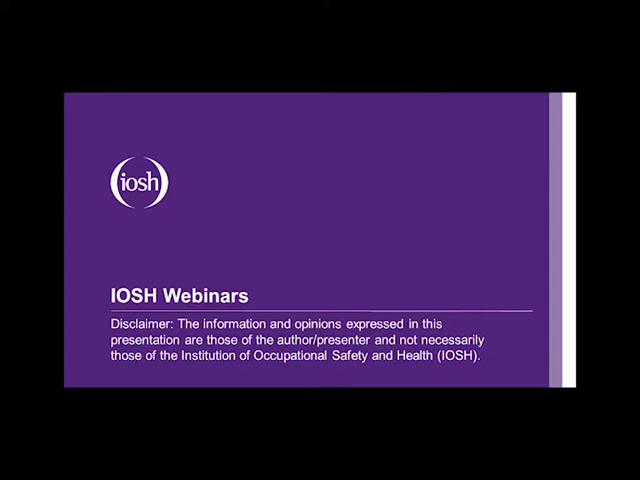 iosh
IOSH Webinars
Disclaimer: The information and opinions expressed in this
presentation are those of the author/presenter and not necessarily
those of the Institution of Occupational Safety and Health (IOSH).